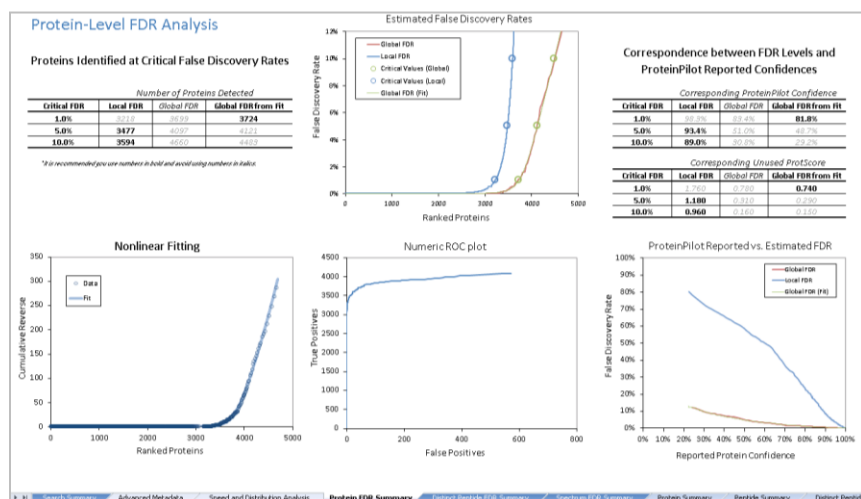 Protein-Level FDR Analysis
Proteins Identified at Critical False Discovery Rates
Number of Proteins Detected
Critical FDR Local FDR Global FDR Global FDR from Fit
1.0% 3218 3699 3724
5.0% 3477 4097 4121
10.0% 3594 4660 4483
*It is recommended you use numbers in bold and avoid using numbers in italics.
Estimated False Discovery Rates
False Discovery Rate
12%
10%
8%
6%
4%
2%
0%
Global FDR
Local FDR
Critical Values (Global)
Critical Values (Local)
Global FDR (Fit)
0 1000 2000 3000 4000 5000
Ranked Proteins
Correspondence between FDR Levels and
ProteinPilot Reported Confidences
Corresponding ProteinPilot Confidence
Critical FDR Local FDR Global FDR Global FDR from Fit
1.0% 98.3% 83.4% 81.8%
5.0% 93.4% 51.0% 48.7%
10.0% 89.0% 30.8% 29.2%
Corresponding Unused ProtScore
Critical FDR Local FDR Global FDR Global FDR from Fit
1.0% 1.760 0.780 0.740
5.0% 1.180 0.310 0.290
10.0% 0.960 0.160 0.150
Nonlinear Fitting
Cumulative Reverse
350
300
250
200
150
100
50
0
Data
Fit
0 1000 2000 3000 4000 5000
Ranked Proteins
Numeric ROC plot
True Positives
4500
4000
3500
3000
2500
2000
1500
1000
500
0
0 200 400 600 800
False Positives
ProteinPilot Reported vs. Estimated FDR
False Discovery Rate
100%
90%
80%
70%
60%
50%
40%
30%
20%
10%
0%
Global FDR
Local FDR
Global FDR (Fit)
0% 10% 20% 30% 40% 50% 60% 70% 80% 90% 100%
Reported Protein Confidence
Search Summary Advanced Metadata Speed and Distribution Analysis Protein FDR Summary Distinct Peptide FDR Summary Spectrum FDR Summary Protein Summary Peptide Summary Distinct Peptide